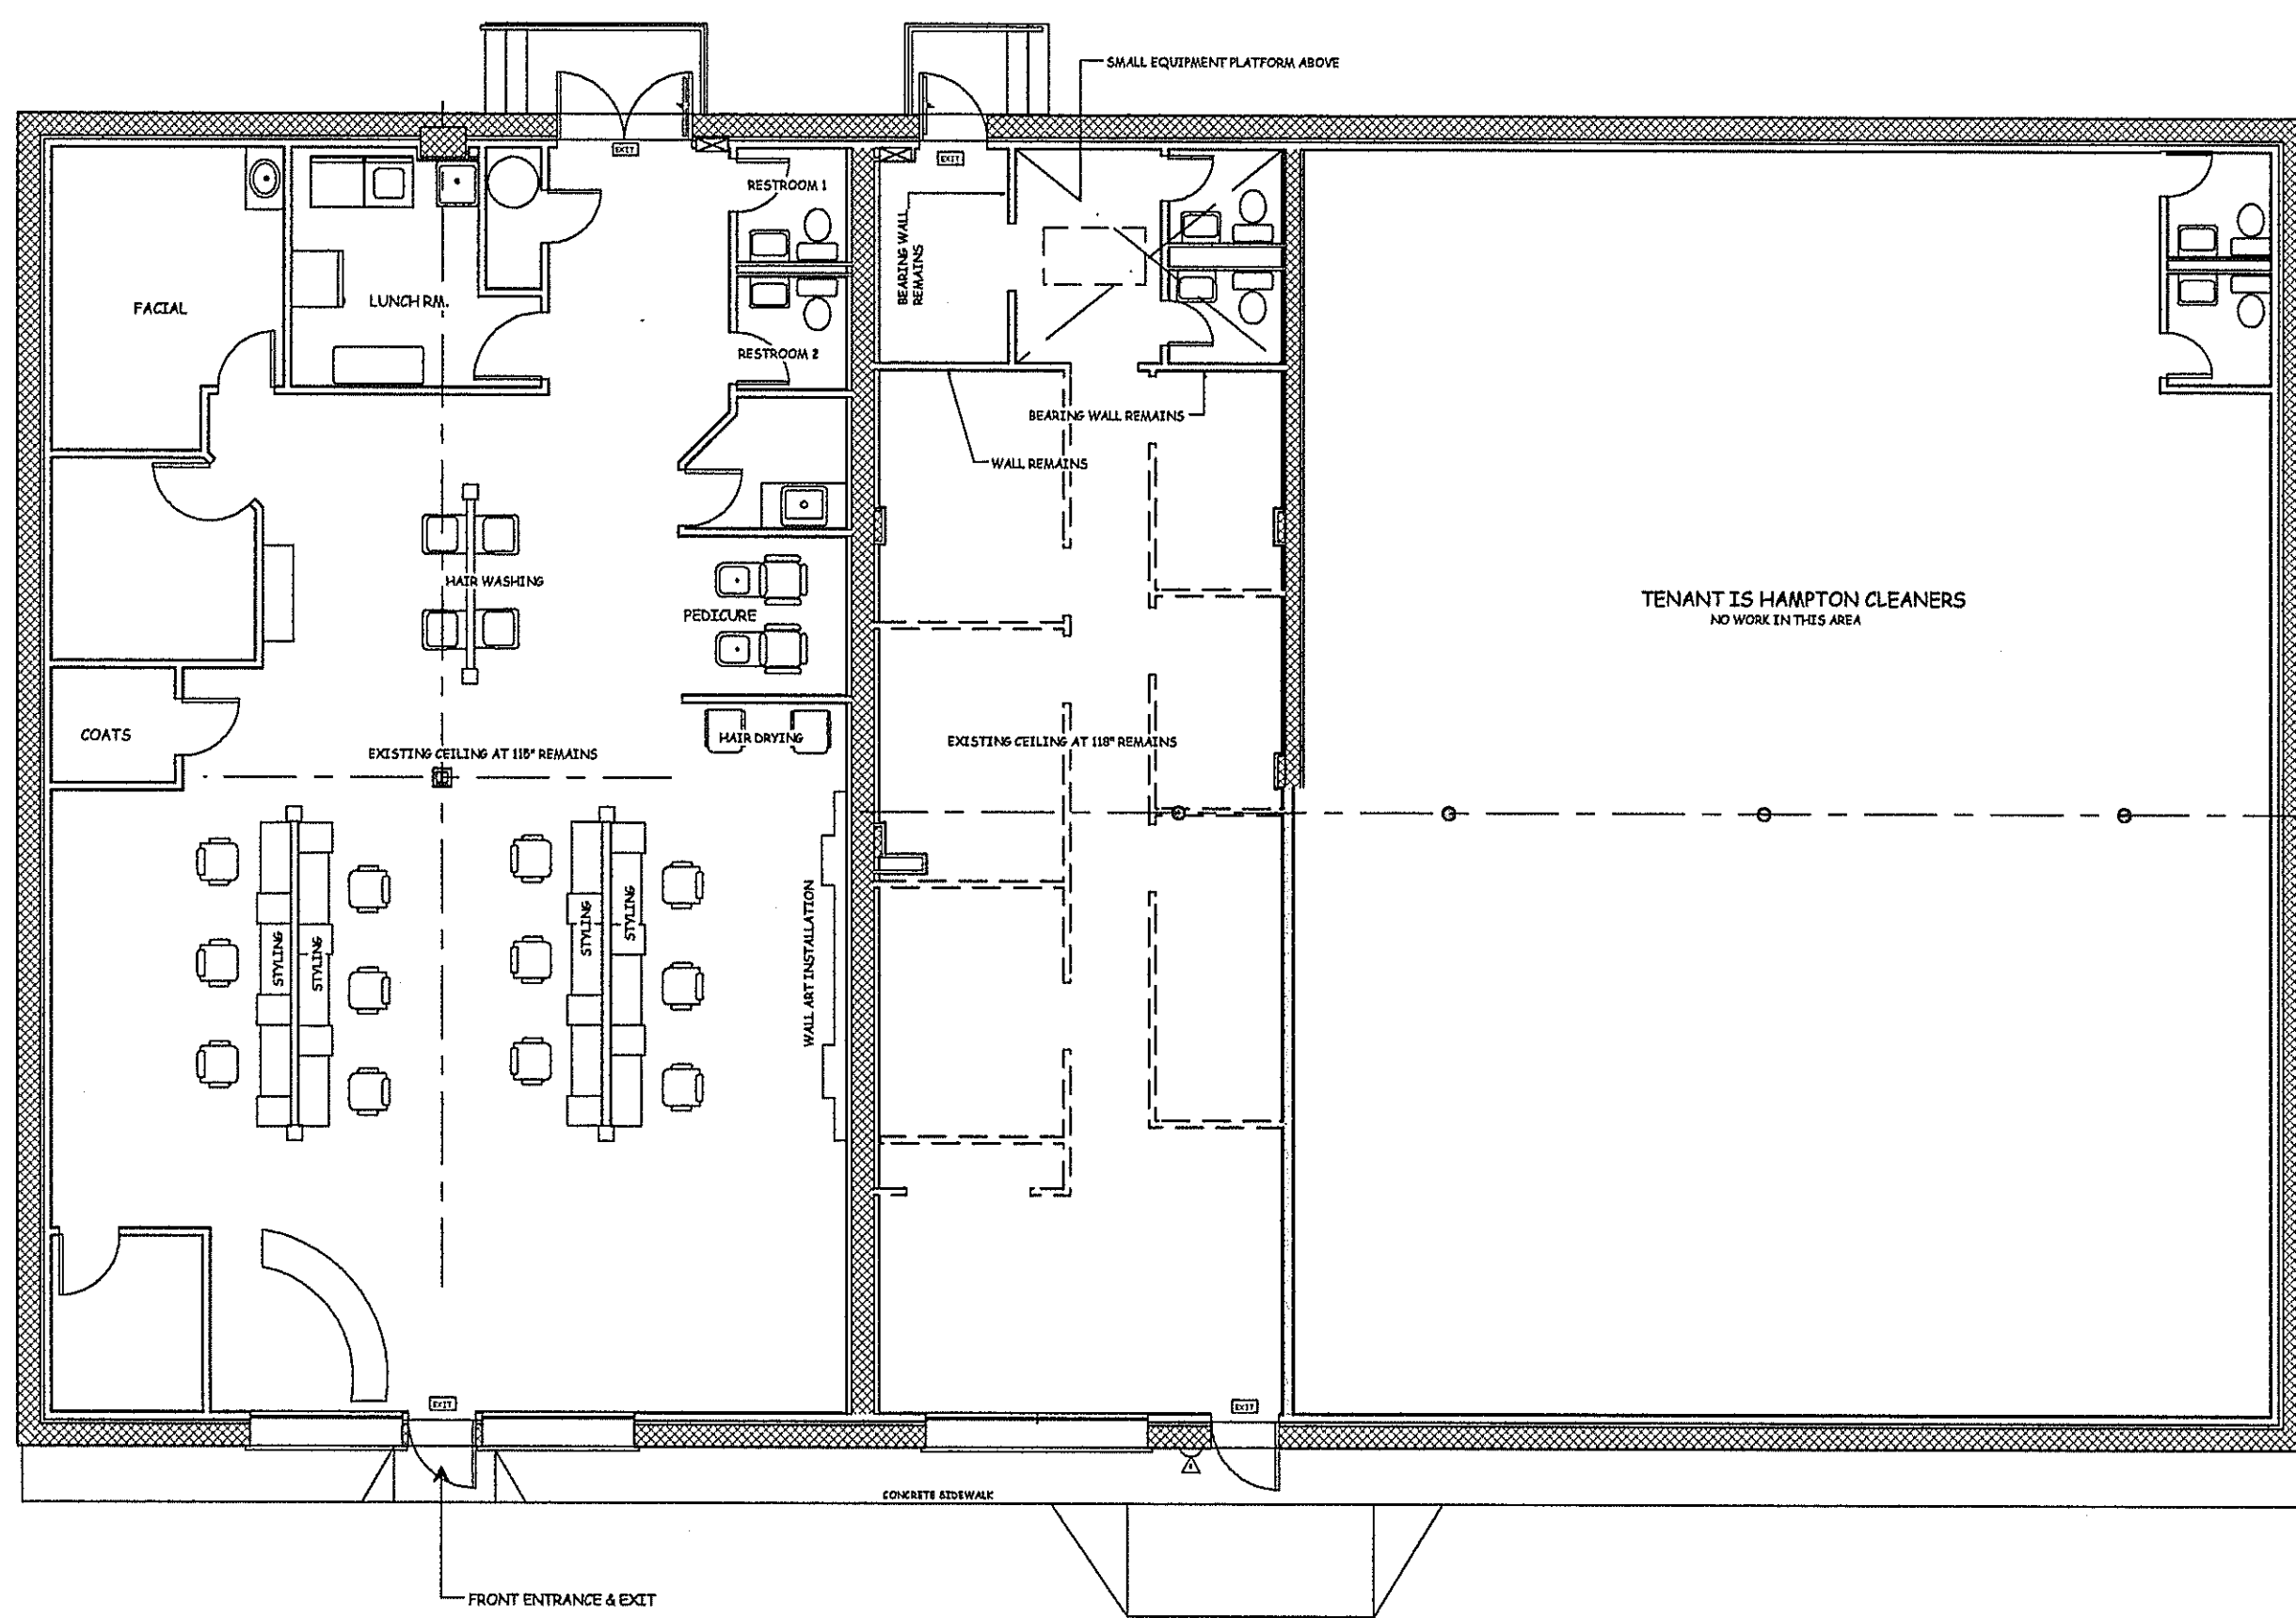 SMALL EQUIPMENT PLATFORM ABOVE
EXIT
EXIT
RESTROOM 1
BEARING WALL
REMAINS
FACIAL
LUNCH RM.
RESTROOM 2
BEARING WALL REMAINS
WALL REMAINS
HAIR WASHING
PEDICURE
TENANT IS HAMPTON CLEANERS
NO WORK IN THIS AREA
COATS
HAIR DRYING
EXISTING CEILING AT 118" REMAINS
EXISTING CEILING AT 118" REMAINS
STYLING
STYLING
STYLING
STYLING
WALL ART INSTALLATION
EXIT
EXIT
CONCRETE SIDEWALK
FRONT ENTRANCE & EXIT